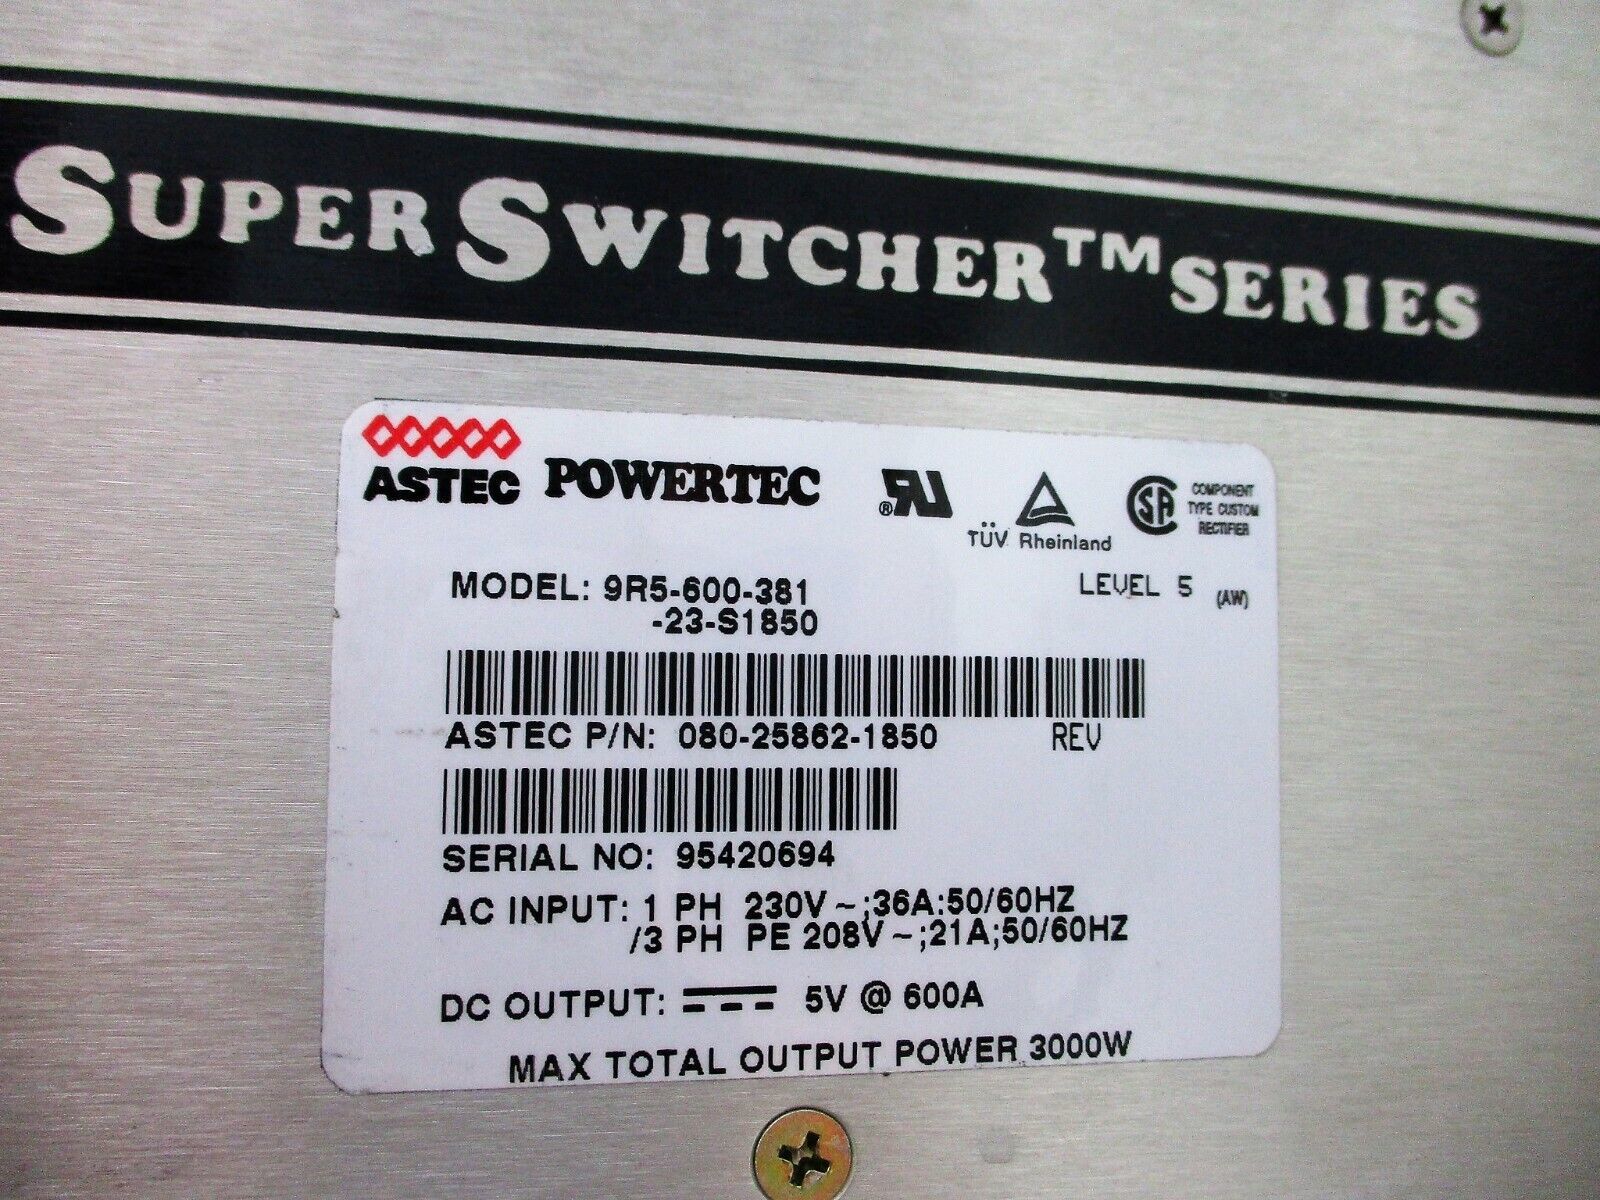 SUPER SWITCHER™ SERIES
ASTEC POWERTEC
® RU
TÜV Rheinland
CSA
COMPONENT
TYPE CUSTOM
RECTIFIER
MODEL: 9R5-600-381
-23-S1850
LEVEL 5 (AW)
ASTEC P/N: 080-25862-1850 REV
SERIAL NO: 95420694
AC INPUT: 1 PH 230V ~;36A:50/60HZ
/3 PH PE 208V ~;21A;50/60HZ
DC OUTPUT: 5V @ 600A
MAX TOTAL OUTPUT POWER 3000W